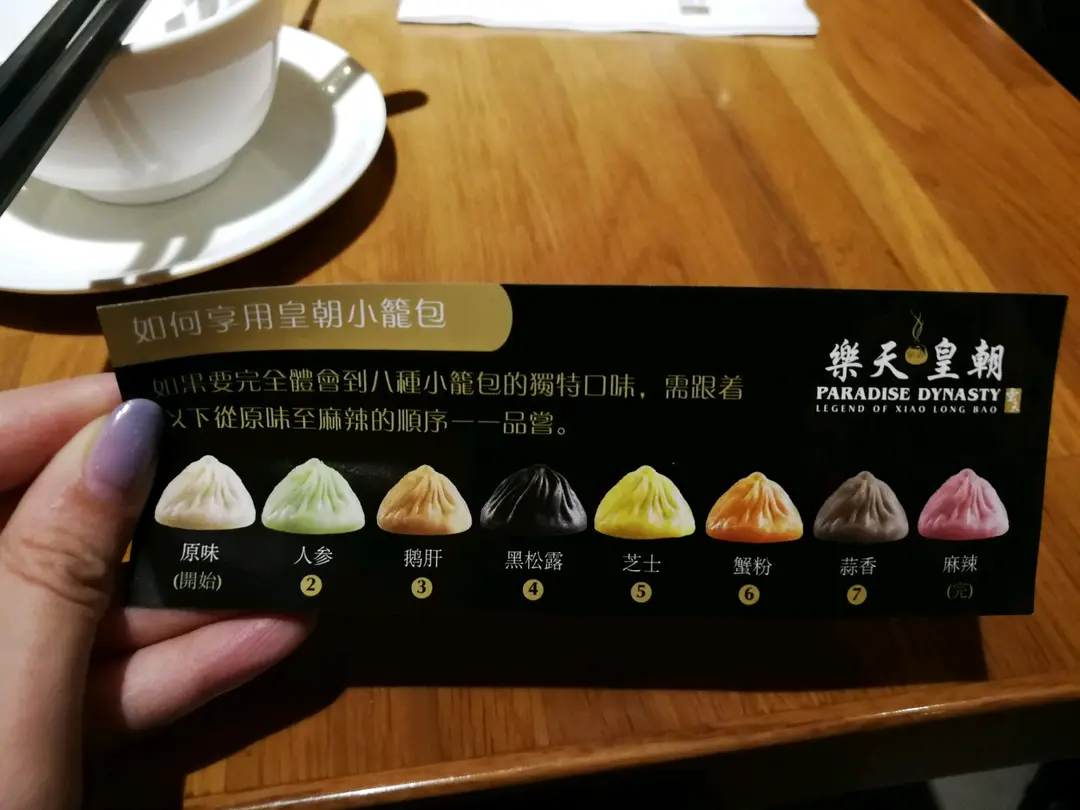 如何享用皇朝小籠包
如果要完全體會到八種小籠包的獨特口味，需跟着
以下從原味至麻辣的順序一一品嘗。
樂天皇朝
PARADISE DYNASTY
LEGEND OF XIAO LONG BAO
原味
(開始)
人参
2
鹅肝
3
黑松露
4
芝士
5
蟹粉
6
蒜香
7
麻辣
(完)